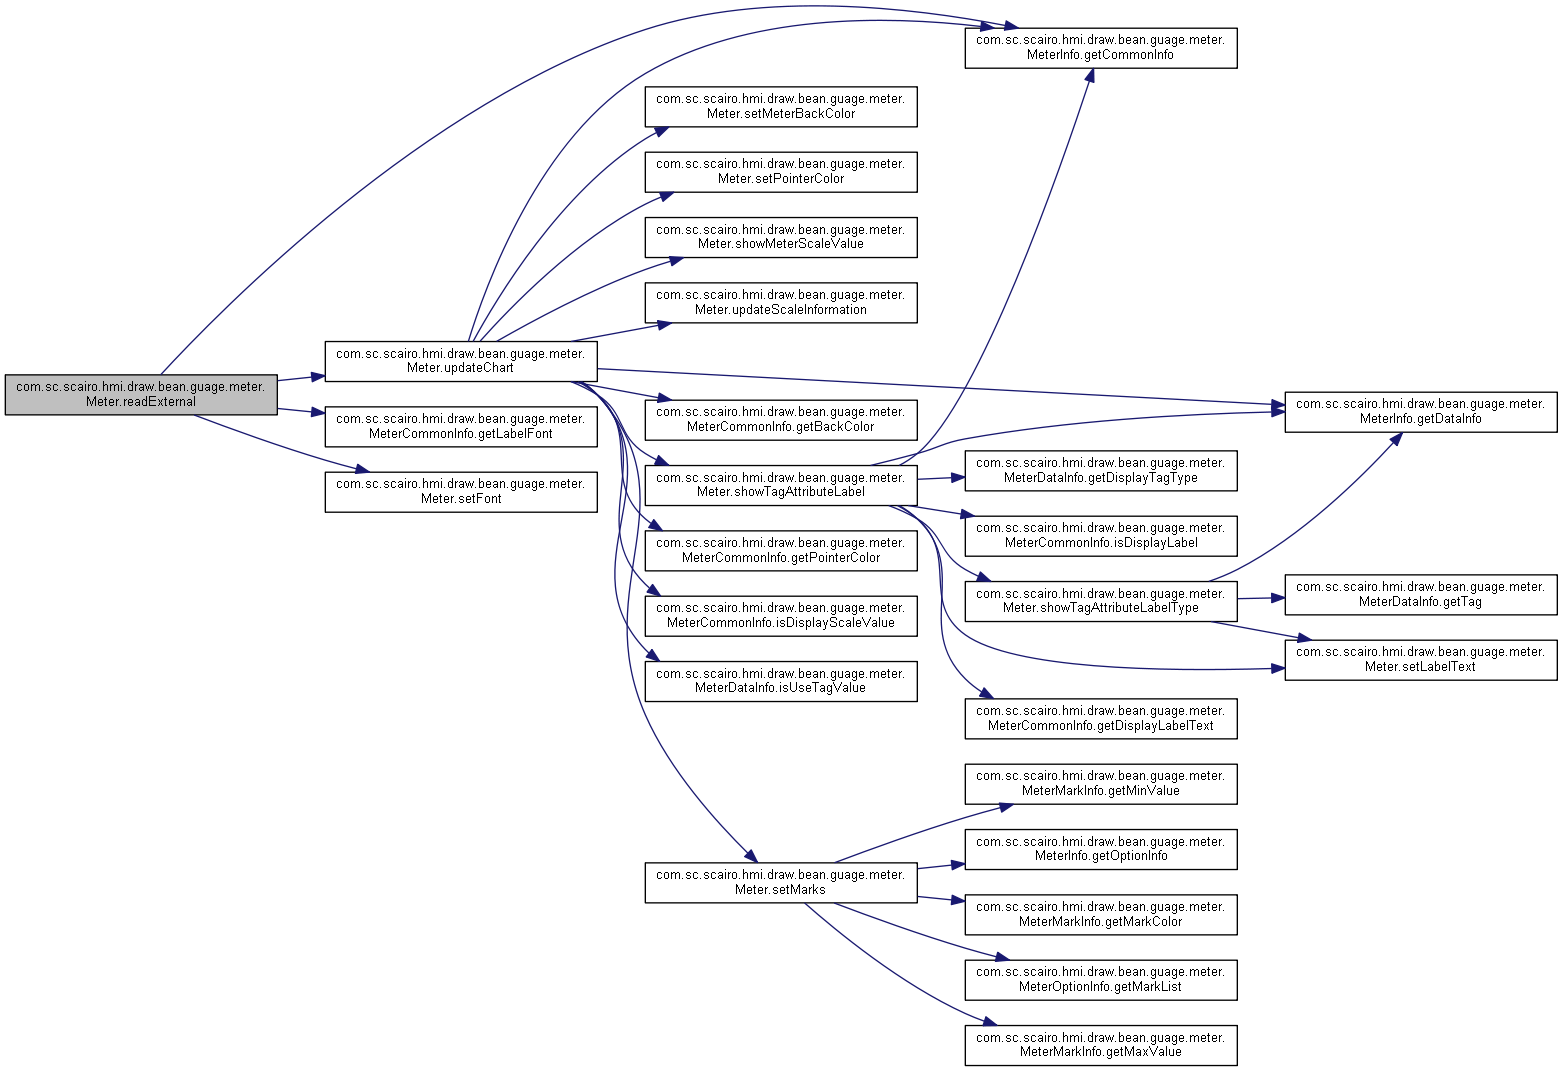 com.sc.scairo.hmi.draw.bean.guage.meter.
Meter.readExternal
com.sc.scairo.hmi.draw.bean.guage.meter.
Meter.updateChart
com.sc.scairo.hmi.draw.bean.guage.meter.
MeterCommonInfo.getLabelFont
com.sc.scairo.hmi.draw.bean.guage.meter.
Meter.setFont
com.sc.scairo.hmi.draw.bean.guage.meter.
Meter.setMeterBackColor
com.sc.scairo.hmi.draw.bean.guage.meter.
Meter.setPointerColor
com.sc.scairo.hmi.draw.bean.guage.meter.
Meter.showMeterScaleValue
com.sc.scairo.hmi.draw.bean.guage.meter.
Meter.updateScaleInformation
com.sc.scairo.hmi.draw.bean.guage.meter.
MeterCommonInfo.getBackColor
com.sc.scairo.hmi.draw.bean.guage.meter.
Meter.showTagAttributeLabel
com.sc.scairo.hmi.draw.bean.guage.meter.
MeterCommonInfo.getPointerColor
com.sc.scairo.hmi.draw.bean.guage.meter.
MeterCommonInfo.isDisplayScaleValue
com.sc.scairo.hmi.draw.bean.guage.meter.
MeterDataInfo.isUseTagValue
com.sc.scairo.hmi.draw.bean.guage.meter.
Meter.setMarks
com.sc.scairo.hmi.draw.bean.guage.meter.
MeterInfo.getCommonInfo
com.sc.scairo.hmi.draw.bean.guage.meter.
MeterDataInfo.getDisplayTagType
com.sc.scairo.hmi.draw.bean.guage.meter.
MeterCommonInfo.isDisplayLabel
com.sc.scairo.hmi.draw.bean.guage.meter.
Meter.showTagAttributeLabelType
com.sc.scairo.hmi.draw.bean.guage.meter.
MeterCommonInfo.getDisplayLabelText
com.sc.scairo.hmi.draw.bean.guage.meter.
MeterMarkInfo.getMinValue
com.sc.scairo.hmi.draw.bean.guage.meter.
MeterInfo.getOptionInfo
com.sc.scairo.hmi.draw.bean.guage.meter.
MeterMarkInfo.getMarkColor
com.sc.scairo.hmi.draw.bean.guage.meter.
MeterOptionInfo.getMarkList
com.sc.scairo.hmi.draw.bean.guage.meter.
MeterMarkInfo.getMaxValue
com.sc.scairo.hmi.draw.bean.guage.meter.
MeterInfo.getDataInfo
com.sc.scairo.hmi.draw.bean.guage.meter.
MeterDataInfo.getTag
com.sc.scairo.hmi.draw.bean.guage.meter.
Meter.setLabelText